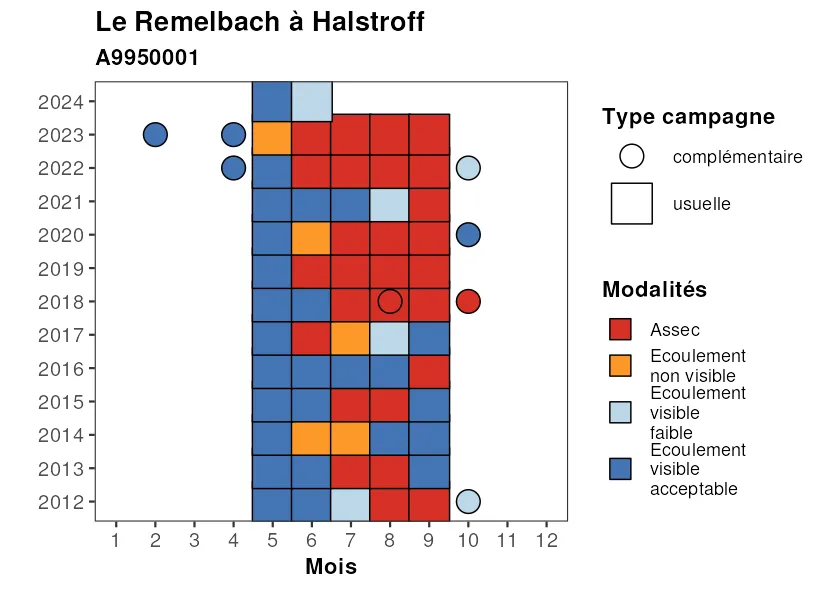 Le Remelbach à Halstroff
A9950001
2024
2023
2022
2021
2020
2019
2018
2017
2016
2015
2014
2013
2012
1 2 3 4 5 6 7 8 9 10 11 12
Mois
Type campagne
complémentaire
usuelle
Modalités
Assec
Ecoulement
non visible
Ecoulement
visible
faible
Ecoulement
visible
acceptable